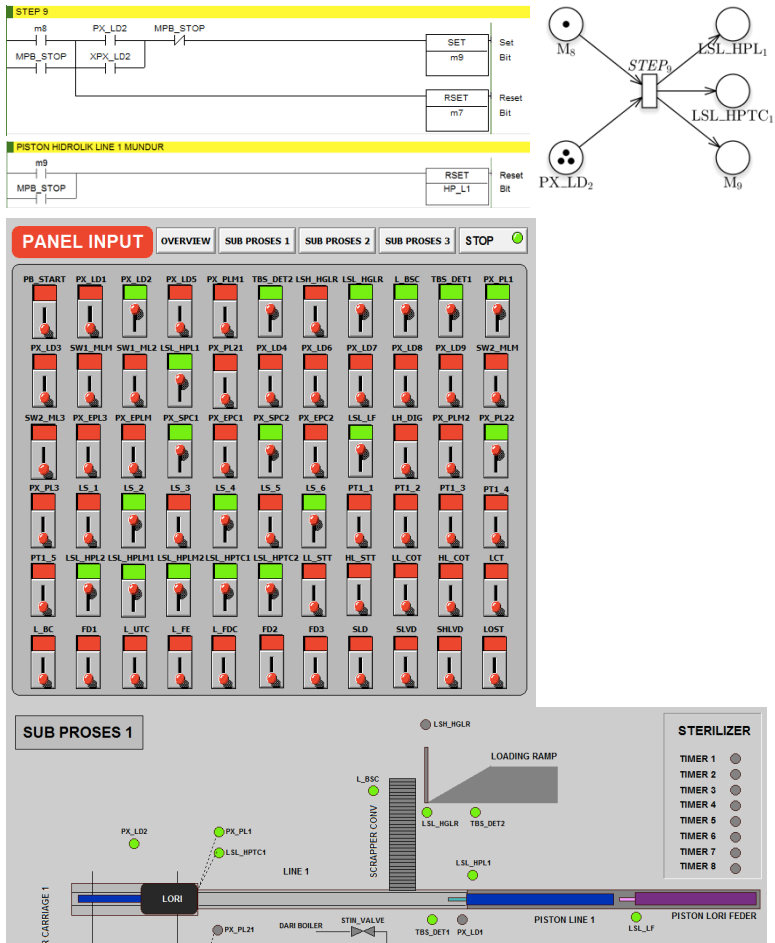 STEP 9
m8 PX_LD2 MPB_STOP
SET Set
m9 Bit
MPB_STOP XPX_LD2
RSET Reset
m7 Bit
PISTON HIDROLIK LINE 1 MUNDUR
m9
RSET Reset
MPB_STOP HP_L1 Bit
M8
STEP9
LSL_HPL1
LSL_HPTC1
PX_LD2
M9
PANEL INPUT OVERVIEW SUB PROSES 1 SUB PROSES 2 SUB PROSES 3 STOP
PB_START PX_LD1 PX_LD2 PX_LD5 PX_PLM1 TBS_DET2 LSH_HGLR LSL_HGLR L_BSC TBS_DET1 PX_PL1
PX_LD3 SW1_MLM SW1_ML2 LSL_HPL1 PX_PL21 PX_LD4 PX_LD6 PX_LD7 PX_LD8 PX_LD9 SW2_MLM
SW2_ML3 PX_EPL3 PX_EPLM PX_SPC1 PX_EPC1 PX_SPC2 PX_EPC2 LSL_LF LH_DIG PX_PLM2 PX_PL22
PX_PL3 LS_1 LS_2 LS_3 LS_4 LS_5 LS_6 PT1_1 PT1_2 PT1_3 PT1_4
PT1_5 LSL_HPL2 LSL_HPLM1 LSL_HPLM2 LSL_HPTC1 LSL_HPTC2 LL_STT HL_STT LL_COT HL_COT LCT
L_BC FD1 L_UTC L_FE L_FDC FD2 FD3 SLD SLVD SHLVD LOST
SUB PROSES 1
LSH_HGLR
STERILIZER
LOADING RAMP
TIMER 1
TIMER 2
TIMER 3
TIMER 4
TIMER 5
TIMER 6
TIMER 7
TIMER 8
L_BSC
SCRAPPER CONV
LSL_HGLR TBS_DET2
PX_LD2 PX_PL1
LSL_HPTC1
LINE 1
LSL_HPL1
LORI
R CARRIAGE 1
PX_PL21
DARI BOILER
STIN_VALVE
TBS_DET1 PX_LD1
PISTON LINE 1
LSL_LF
PISTON LORI FEDER